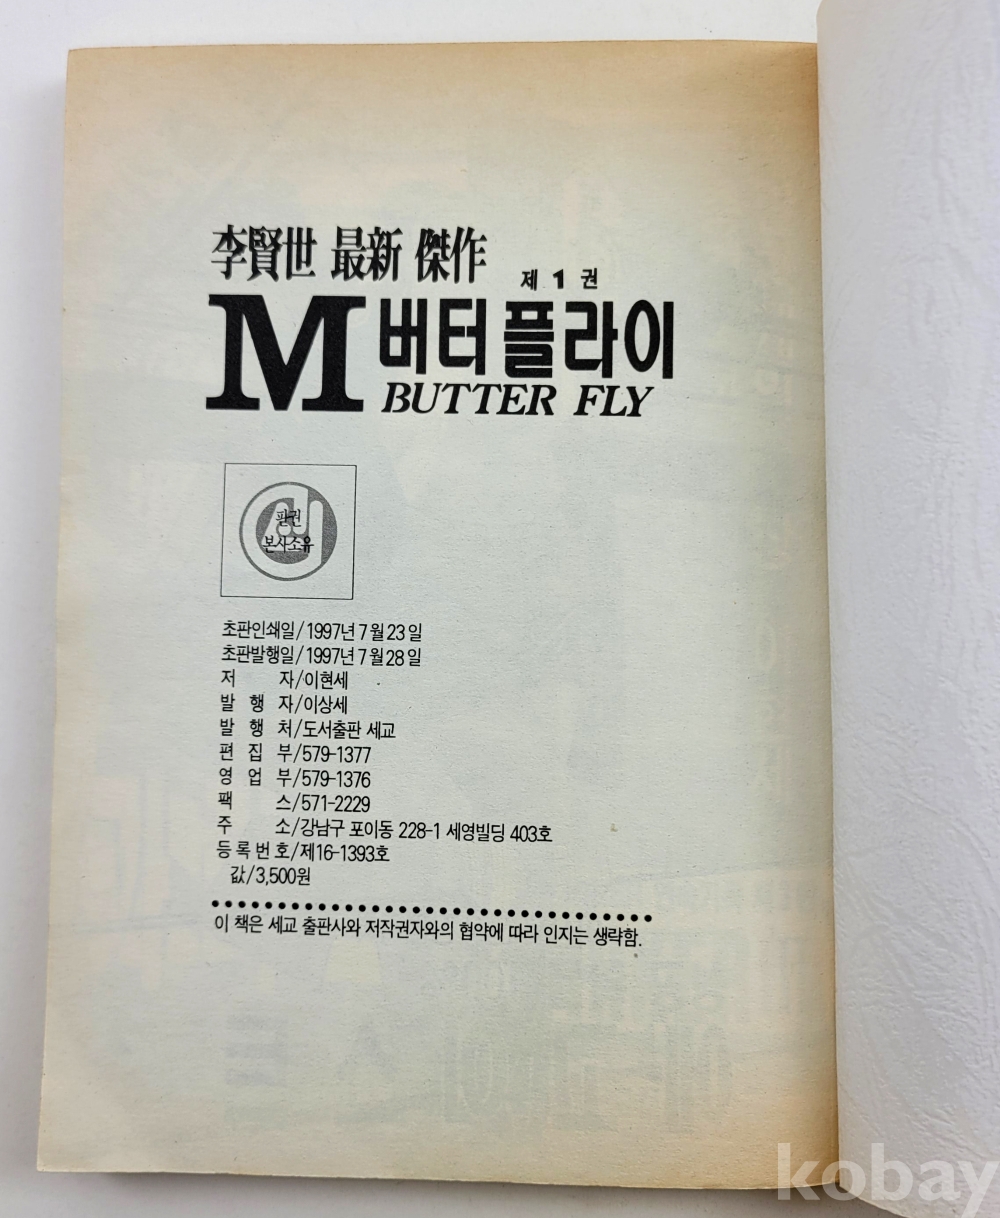 李賢世 最新 傑作
제 1 권
M 버터플라이
BUTTER FLY
판권
본사소유
초판인쇄일/1997년 7월 23일
초판발행일/1997년 7월 28일
저 자/이현세
발 행 자/이상세
발 행 처/도서출판 세교
편 집 부/579-1377
영 업 부/579-1376
팩 스/571-2229
주 소/강남구 포이동 228-1 세영빌딩 403호
등록번호/제16-1393호
값/3,500원
이 책은 세교 출판사와 저작권자와의 협약에 따라 인지는 생략함.
kobay